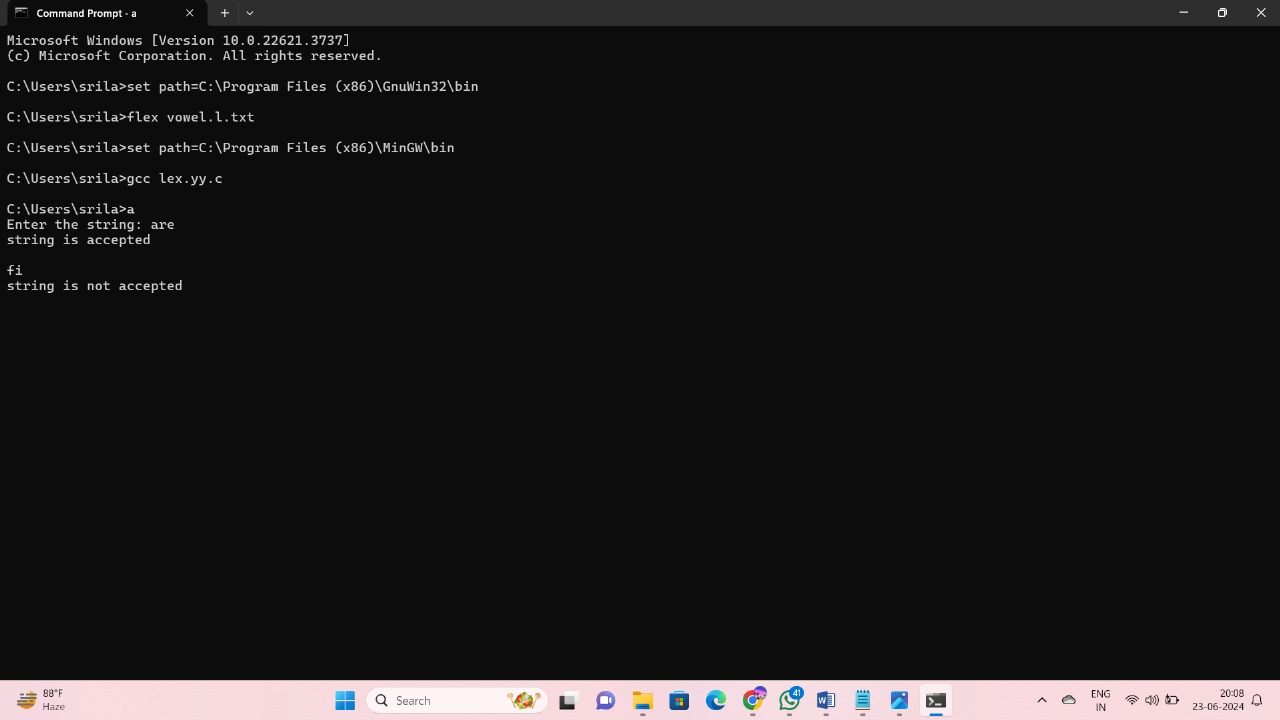 Command Prompt - a
Microsoft Windows [Version 10.0.22621.3737]
(c) Microsoft Corporation. All rights reserved.
C:\Users\srila>set path=C:\Program Files (x86)\GnuWin32\bin
C:\Users\srila>flex vowel.l.txt
C:\Users\srila>set path=C:\Program Files (x86)\MinGW\bin
C:\Users\srila>gcc lex.yy.c
C:\Users\srila>a
Enter the string: are
string is accepted
fi
string is not accepted
88°F
Haze
Search
41
ENG
IN
20:08
23-06-2024